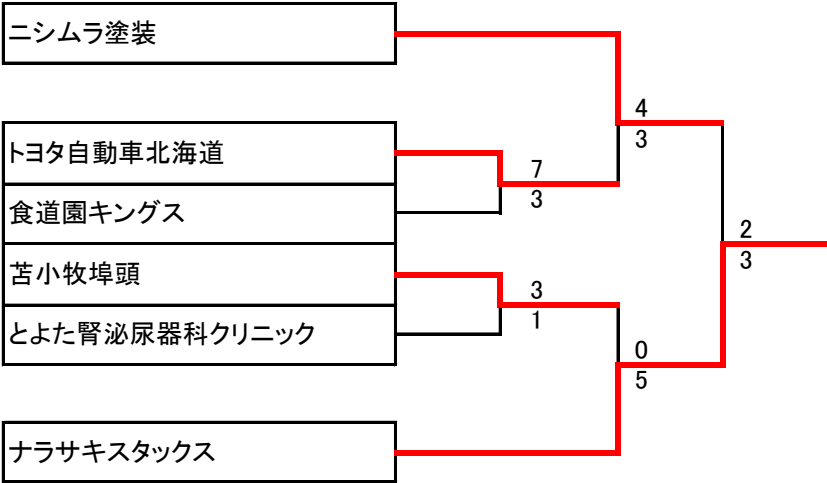 ニシムラ塗装
4
3
トヨタ自動車北海道
7
3
食道園キングス
2
3
苫小牧埠頭
3
1
とよた腎泌尿器科クリニック
0
5
ナラサキスタックス